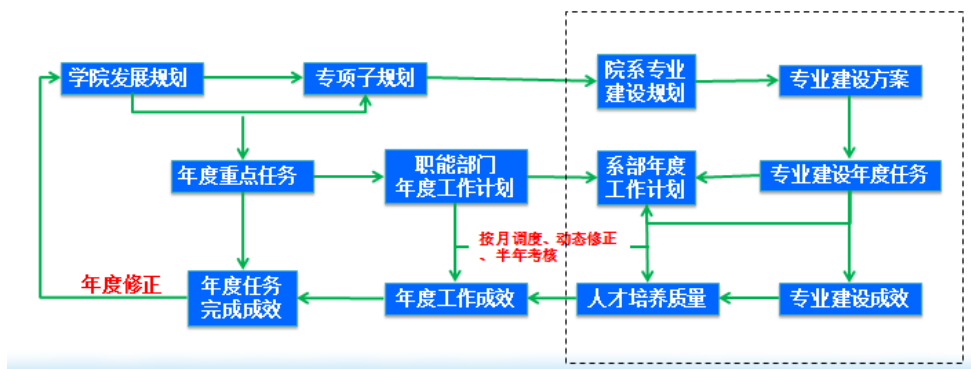 学院发展规划
专项子规划
院系专业
建设规划
专业建设方案
年度重点任务
职能部门
年度工作计划
系部年度
工作计划
专业建设年度任务
按月调度、动态修正
、半年考核
年度修正
年度任务
完成成效
年度工作成效
人才培养质量
专业建设成效